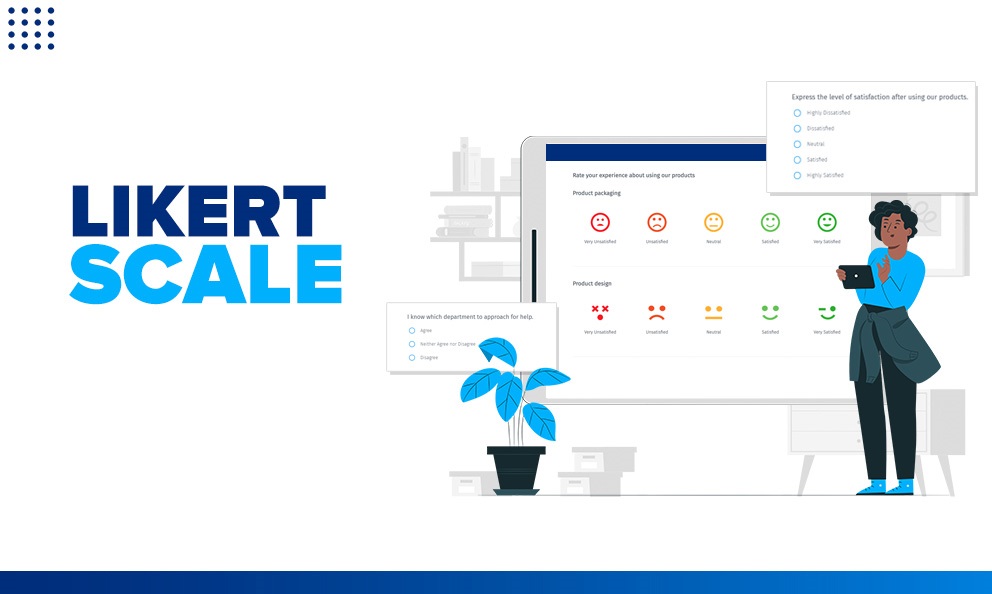 LIKERT
SCALE
Express the level of satisfaction after using our products.
Highly Dissatisfied
Dissatisfied
Neutral
Satisfied
Highly Satisfied
Rate your experience about using our products
Product packaging
Very Unsatisfied Unsatisfied Neutral Satisfied Very Satisfied
Product design
Very Unsatisfied Unsatisfied Neutral Satisfied Very Satisfied
I know which department to approach for help.
Agree
Neither Agree nor Disagree
Disagree